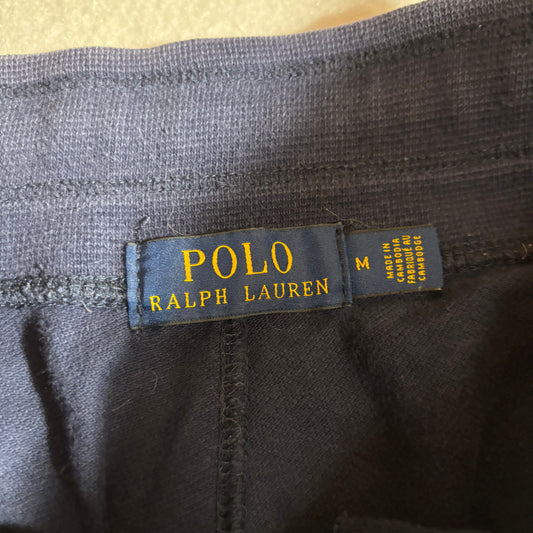 POLO
RALPH LAUREN
M
MADE IN
CAMBODIA
FABRIQUÉ AU
CAMBODGE